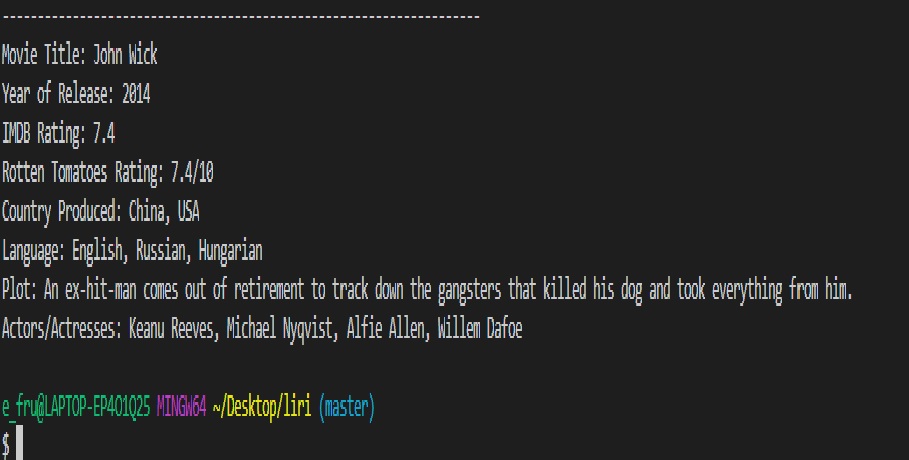 --------------------------------------------------------------------
Movie Title: John Wick
Year of Release: 2014
IMDB Rating: 7.4
Rotten Tomatoes Rating: 7.4/10
Country Produced: China, USA
Language: English, Russian, Hungarian
Plot: An ex-hit-man comes out of retirement to track down the gangsters that killed his dog and took everything from him.
Actors/Actresses: Keanu Reeves, Michael Nyqvist, Alfie Allen, Willem Dafoe
e_fru@LAPTOP-EP4O1Q25 MINGW64 ~/Desktop/liri (master)
$